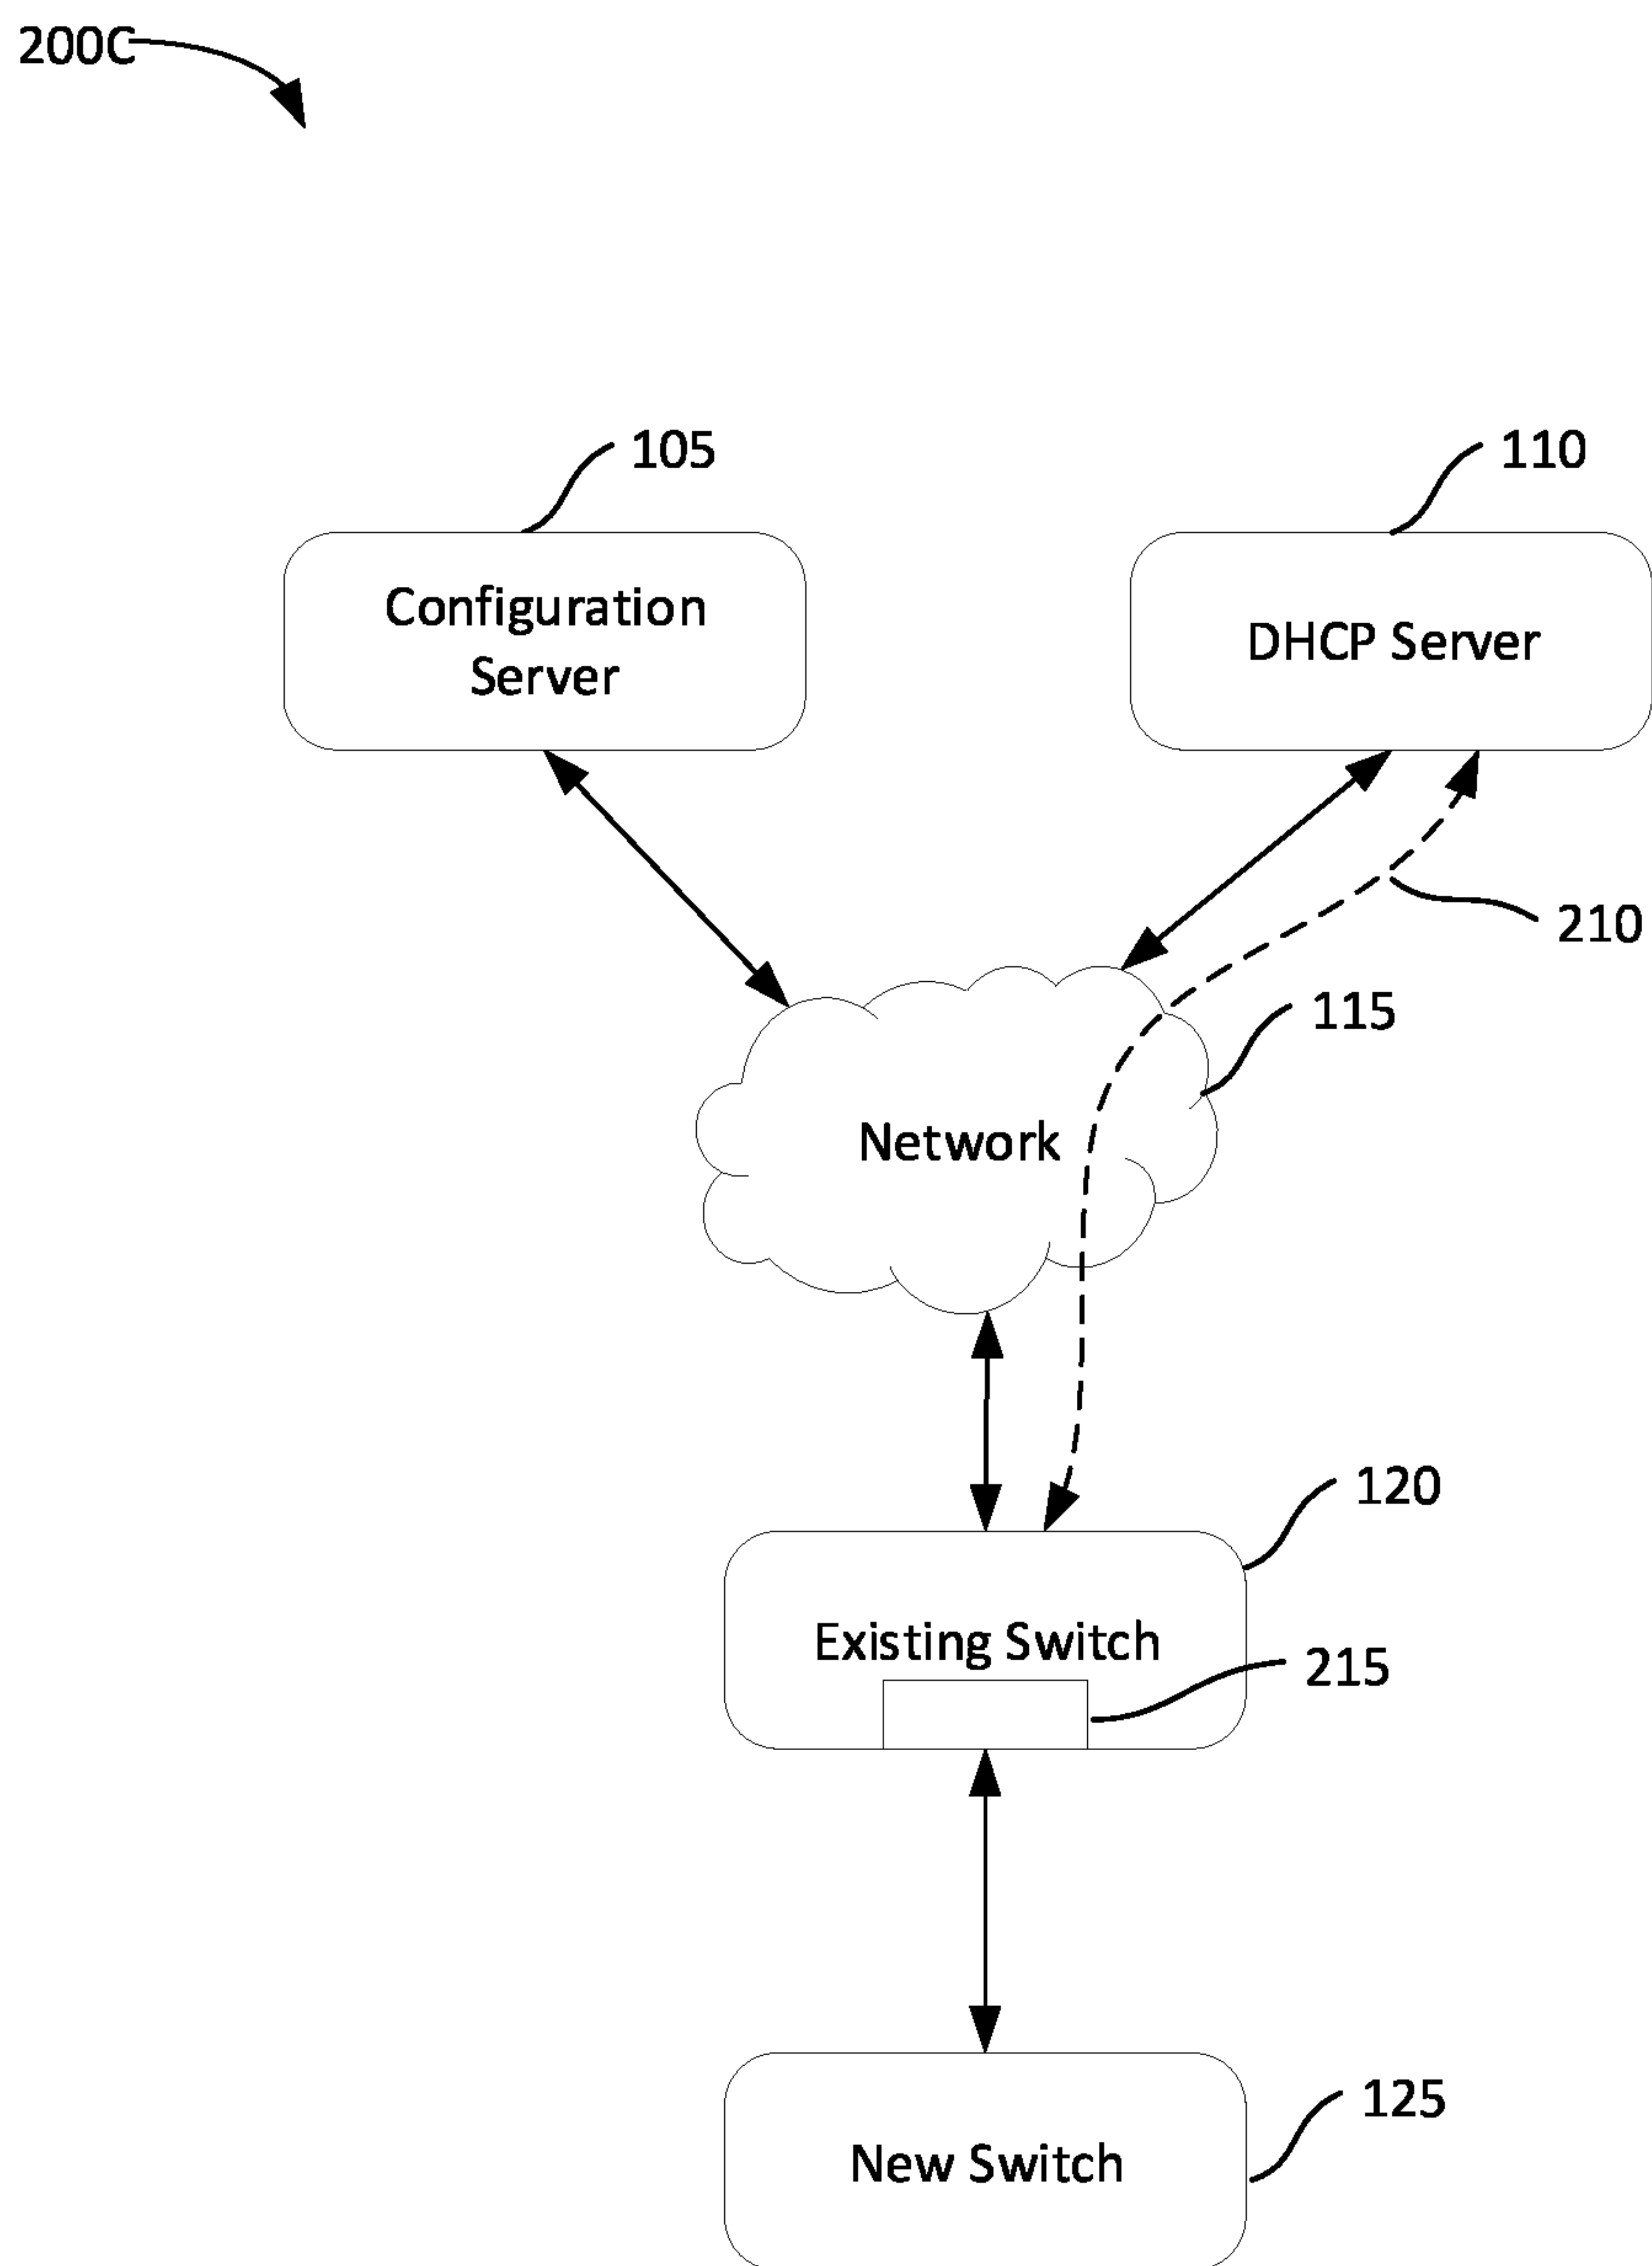 200C
105
110
Configuration
Server
DHCP Server
210
115
Network
120
Existing Switch
215
125
New Switch